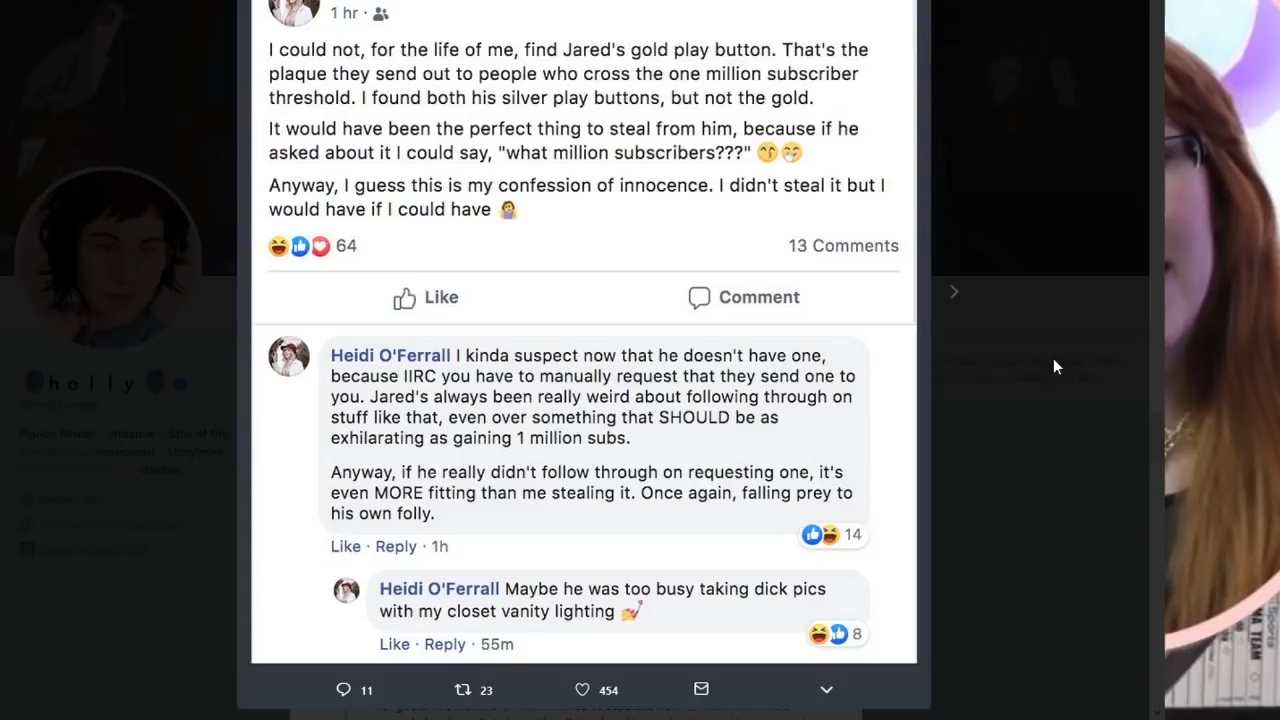 1 hr ·
I could not, for the life of me, find Jared's gold play button. That's the
plaque they send out to people who cross the one million subscriber
threshold. I found both his silver play buttons, but not the gold.
It would have been the perfect thing to steal from him, because if he
asked about it I could say, "what million subscribers???" 😙😁
Anyway, I guess this is my confession of innocence. I didn't steal it but I
would have if I could have 🤷‍♀️
64
13 Comments
Like
Comment
Heidi O'Ferrall I kinda suspect now that he doesn't have one,
because IIRC you have to manually request that they send one to
you. Jared's always been really weird about following through on
stuff like that, even over something that SHOULD be as
exhilarating as gaining 1 million subs.
Anyway, if he really didn't follow through on requesting one, it's
even MORE fitting than me stealing it. Once again, falling prey to
his own folly.
14
Like · Reply · 1h
Heidi O'Ferrall Maybe he was too busy taking dick pics
with my closet vanity lighting 💅
8
Like · Reply · 55m
11
23
454
holly